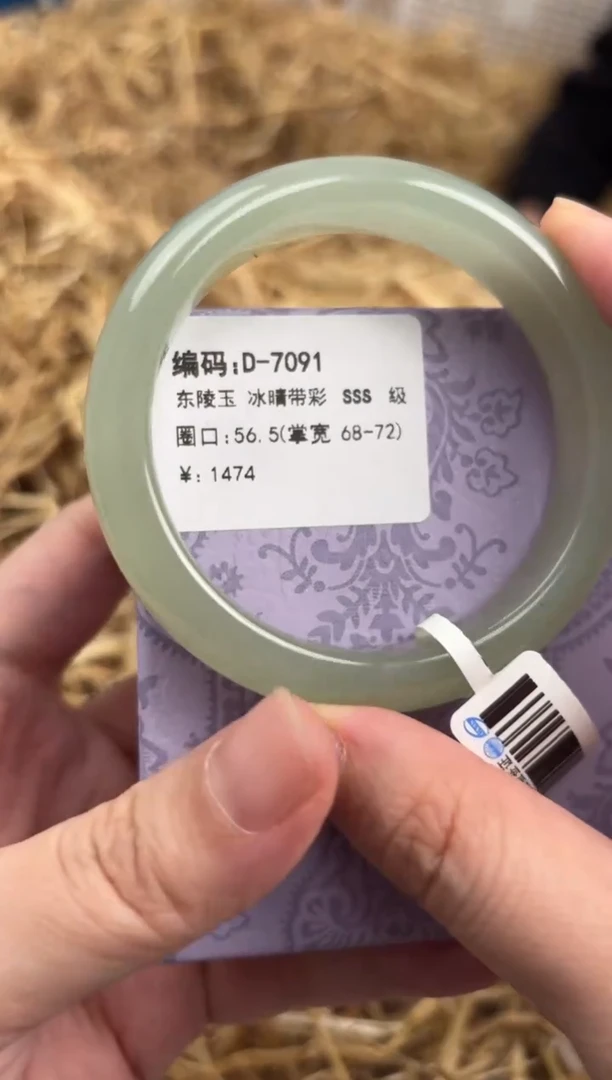 编码:D-7091
东陵玉 冰晴带彩 SSS 级
圈口:56.5(掌宽 68-72)
¥: 1474